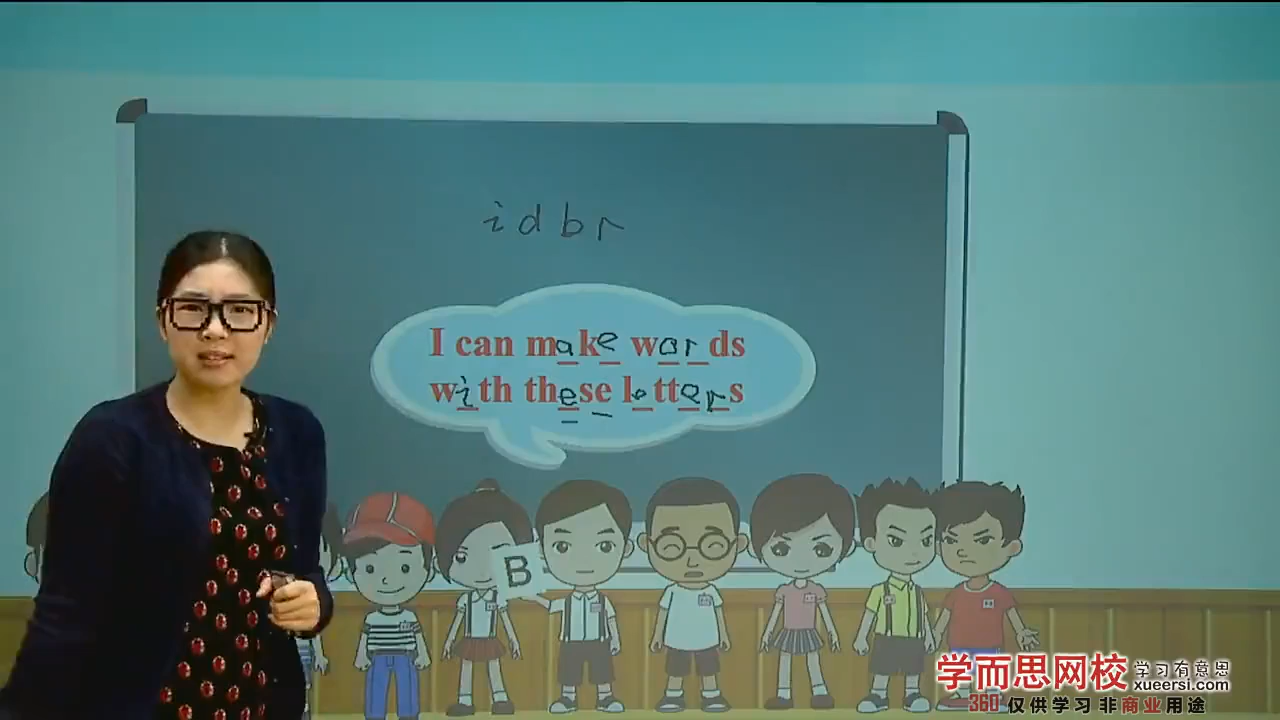 i d b r
I can make words
with these letters
B
学而思网校 学习有意思
xueersi.com
360 仅供学习 非商业用途